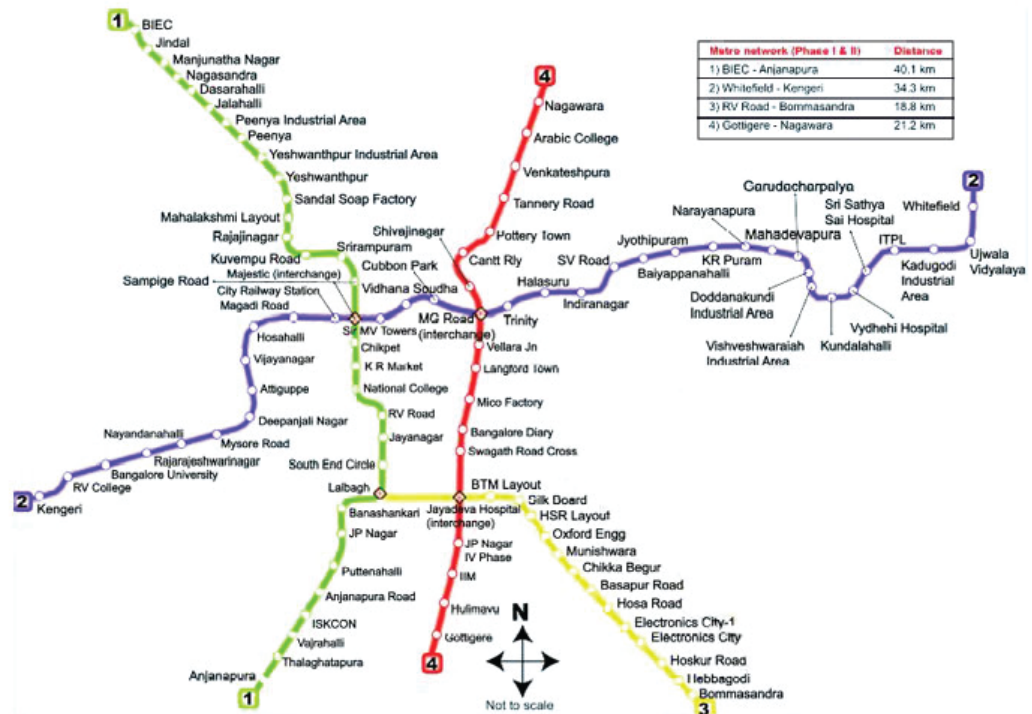 1
BIEC
Jindal
Manjunatha Nagar
Nagasandra
Dasarahalli
Jalahalli
Peenya Industrial Area
Peenya
Yeshwanthpur Industrial Area
Yeshwanthpur
Sandal Soap Factory
Mahalakshmi Layout
Rajajinagar
Kuvempu Road
Srirampuram
Majestic (interchange)
Sampige Road
City Railway Station
Magadi Road
Hosahalli
Vijayanagar
Attiguppe
Deepanjali Nagar
Mysore Road
Nayandanahalli
Rajarajeshwarinagar
Bangalore University
RV College
Kengeri
2
4
Nagawara
Arabic College
Venkateshpura
Tannery Road
Pottery Town
Shivajinagar
Cantt Rly
Cubbon Park
Vidhana Soudha
Sir MV Towers
MG Road
(interchange)
Chikpet
K R Market
National College
RV Road
Jayanagar
South End Circle
Lalbagh
Banashankari
JP Nagar
Puttenahalli
Anjanapura Road
ISKCON
Vajrahalli
Thalaghatapura
Anjanapura
1
Vellara Jn
Langford Town
Mico Factory
Bangalore Diary
Swagath Road Cross
Jayadeva Hospital
(interchange)
JP Nagar
IV Phase
IIM
Hulimavu
Gottigere
4
BTM Layout
Silk Board
HSR Layout
Oxford Engg
Munishwara
Chikka Begur
Basapur Road
Hosa Road
Electronics City-1
Electronics City
Hoskur Road
Hebbagodi
Bommasandra
3
Trinity
Halasuru
Indiranagar
SV Road
Jyothipuram
Baiyappanahalli
Narayanapura
KR Puram
Mahadevapura
Garudacharpalya
Doddanakundi
Industrial Area
Vishveshwaraiah
Industrial Area
Kundalahalli
Vydhehi Hospital
Sri Sathya
Sai Hospital
ITPL
Kadugodi
Industrial
Area
Ujwala
Vidyalaya
Whitefield
2
Metro network (Phase I & II) Distance
1) BIEC - Anjanapura 40.1 km
2) Whitefield - Kengeri 34.3 km
3) RV Road - Bommasandra 18.8 km
4) Gottigere - Nagawara 21.2 km
N
Not to scale